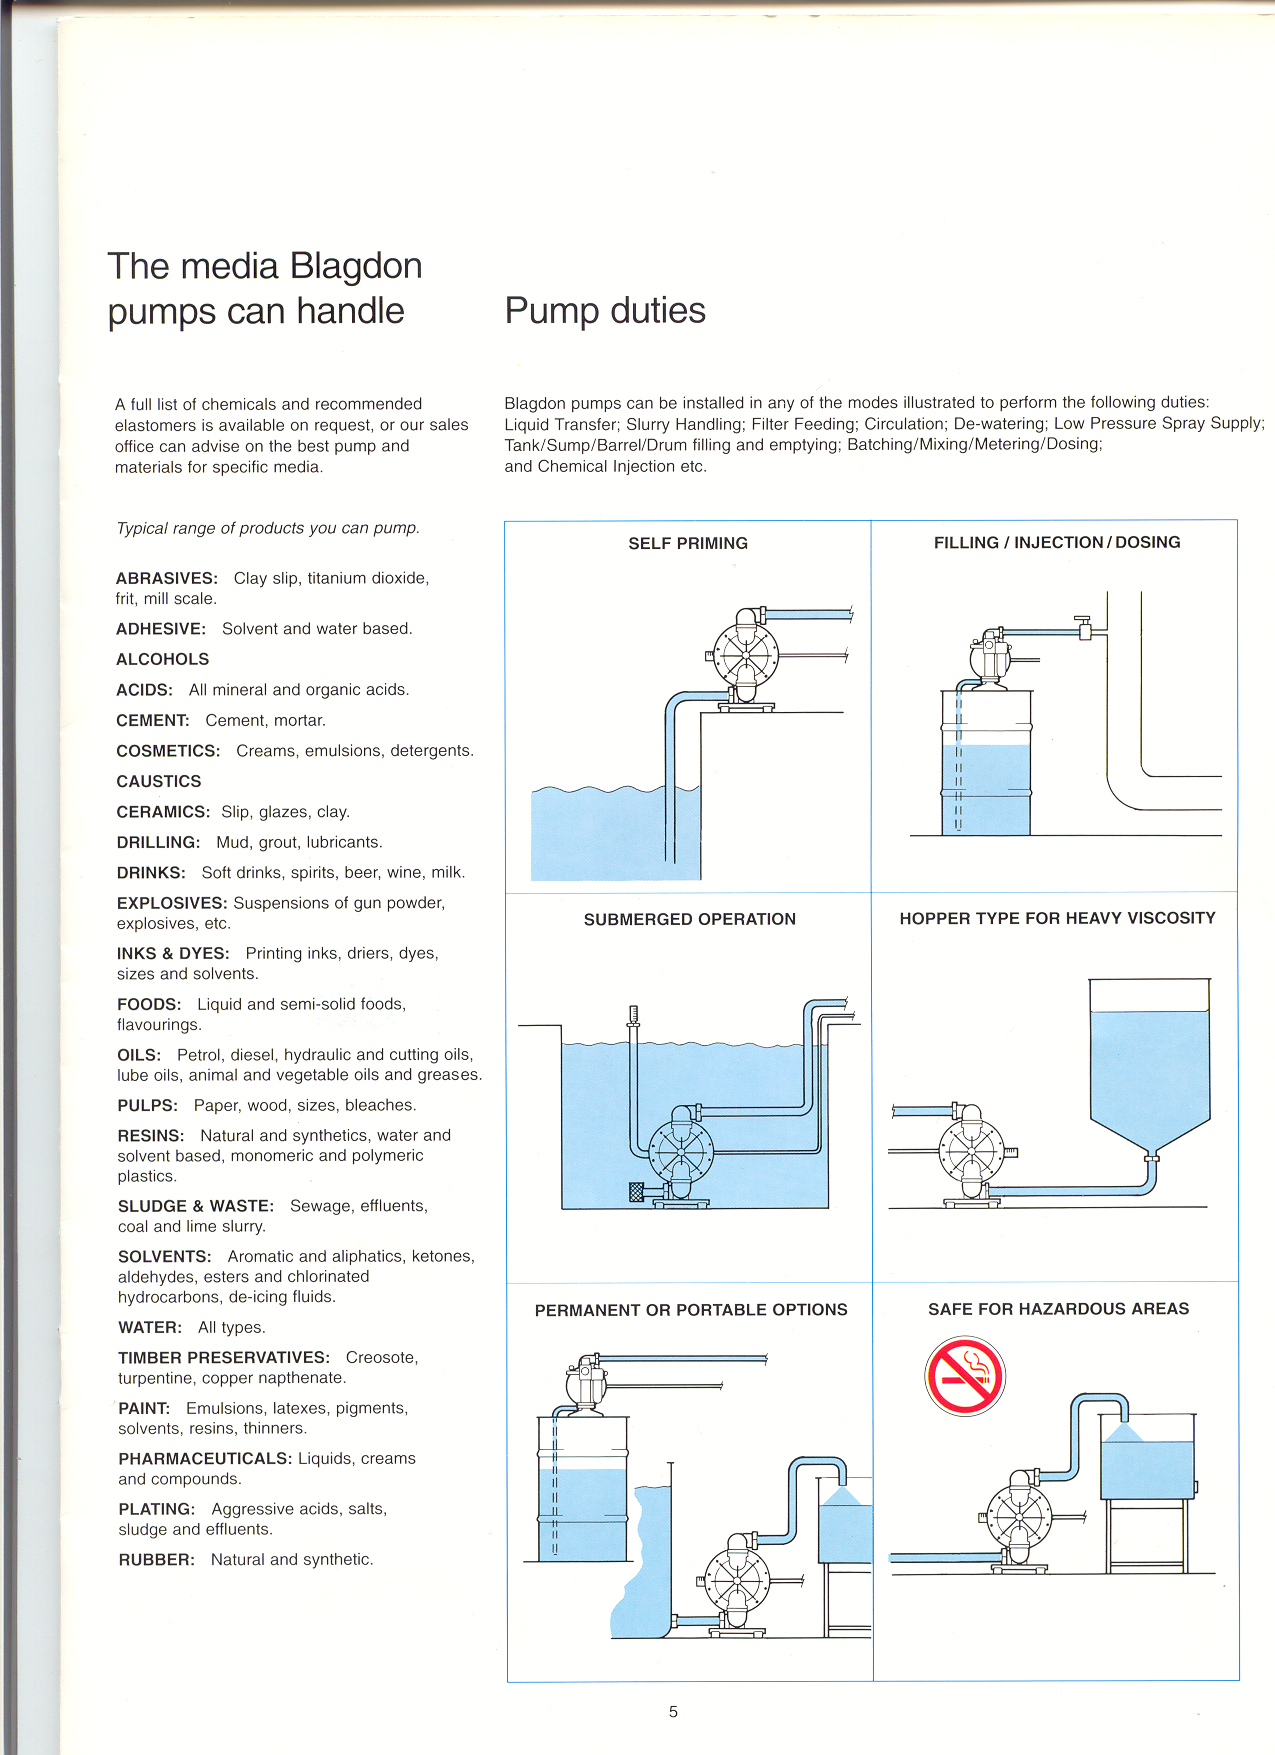 The media Blagdon
pumps can handle
A full list of chemicals and recommended
elastomers is available on request, or our sales
office can advise on the best pump and
materials for specific media.
Typical range of products you can pump.
ABRASIVES: Clay slip, titanium dioxide,
frit, mill scale.
ADHESIVE: Solvent and water based.
ALCOHOLS
ACIDS: All mineral and organic acids.
CEMENT: Cement, mortar.
COSMETICS: Creams, emulsions, detergents.
CAUSTICS
CERAMICS: Slip, glazes, clay.
DRILLING: Mud, grout, lubricants.
DRINKS: Soft drinks, spirits, beer, wine, milk.
EXPLOSIVES: Suspensions of gun powder,
explosives, etc.
INKS & DYES: Printing inks, driers, dyes,
sizes and solvents.
FOODS: Liquid and semi-solid foods,
flavourings.
OILS: Petrol, diesel, hydraulic and cutting oils,
lube oils, animal and vegetable oils and greases.
PULPS: Paper, wood, sizes, bleaches.
RESINS: Natural and synthetics, water and
solvent based, monomeric and polymeric
plastics.
SLUDGE & WASTE: Sewage, effluents,
coal and lime slurry.
SOLVENTS: Aromatic and aliphatics, ketones,
aldehydes, esters and chlorinated
hydrocarbons, de-icing fluids.
WATER: All types.
TIMBER PRESERVATIVES: Creosote,
turpentine, copper napthenate.
PAINT: Emulsions, latexes, pigments,
solvents, resins, thinners.
PHARMACEUTICALS: Liquids, creams
and compounds.
PLATING: Aggressive acids, salts,
sludge and effluents.
RUBBER: Natural and synthetic.
Pump duties
Blagdon pumps can be installed in any of the modes illustrated to perform the following duties:
Liquid Transfer; Slurry Handling; Filter Feeding; Circulation; De-watering; Low Pressure Spray Supply;
Tank/Sump/Barrel/Drum filling and emptying; Batching/Mixing/Metering/Dosing;
and Chemical Injection etc.
SELF PRIMING
FILLING / INJECTION / DOSING
SUBMERGED OPERATION
HOPPER TYPE FOR HEAVY VISCOSITY
PERMANENT OR PORTABLE OPTIONS
SAFE FOR HAZARDOUS AREAS
5